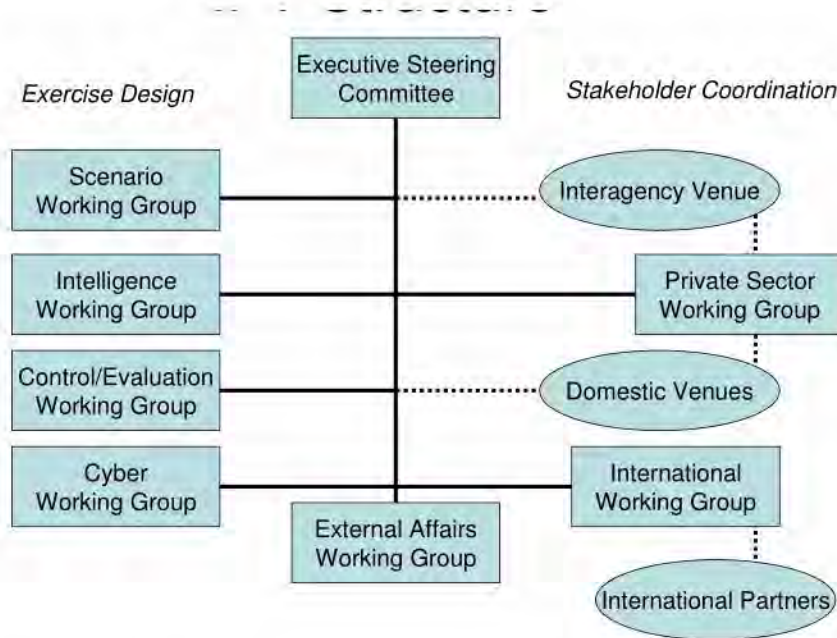 Executive Steering
Committee
Exercise Design
Stakeholder Coordination
Scenario
Working Group
Interagency Venue
Intelligence
Working Group
Private Sector
Working Group
Control/Evaluation
Working Group
Domestic Venues
Cyber
Working Group
International
Working Group
External Affairs
Working Group
International Partners